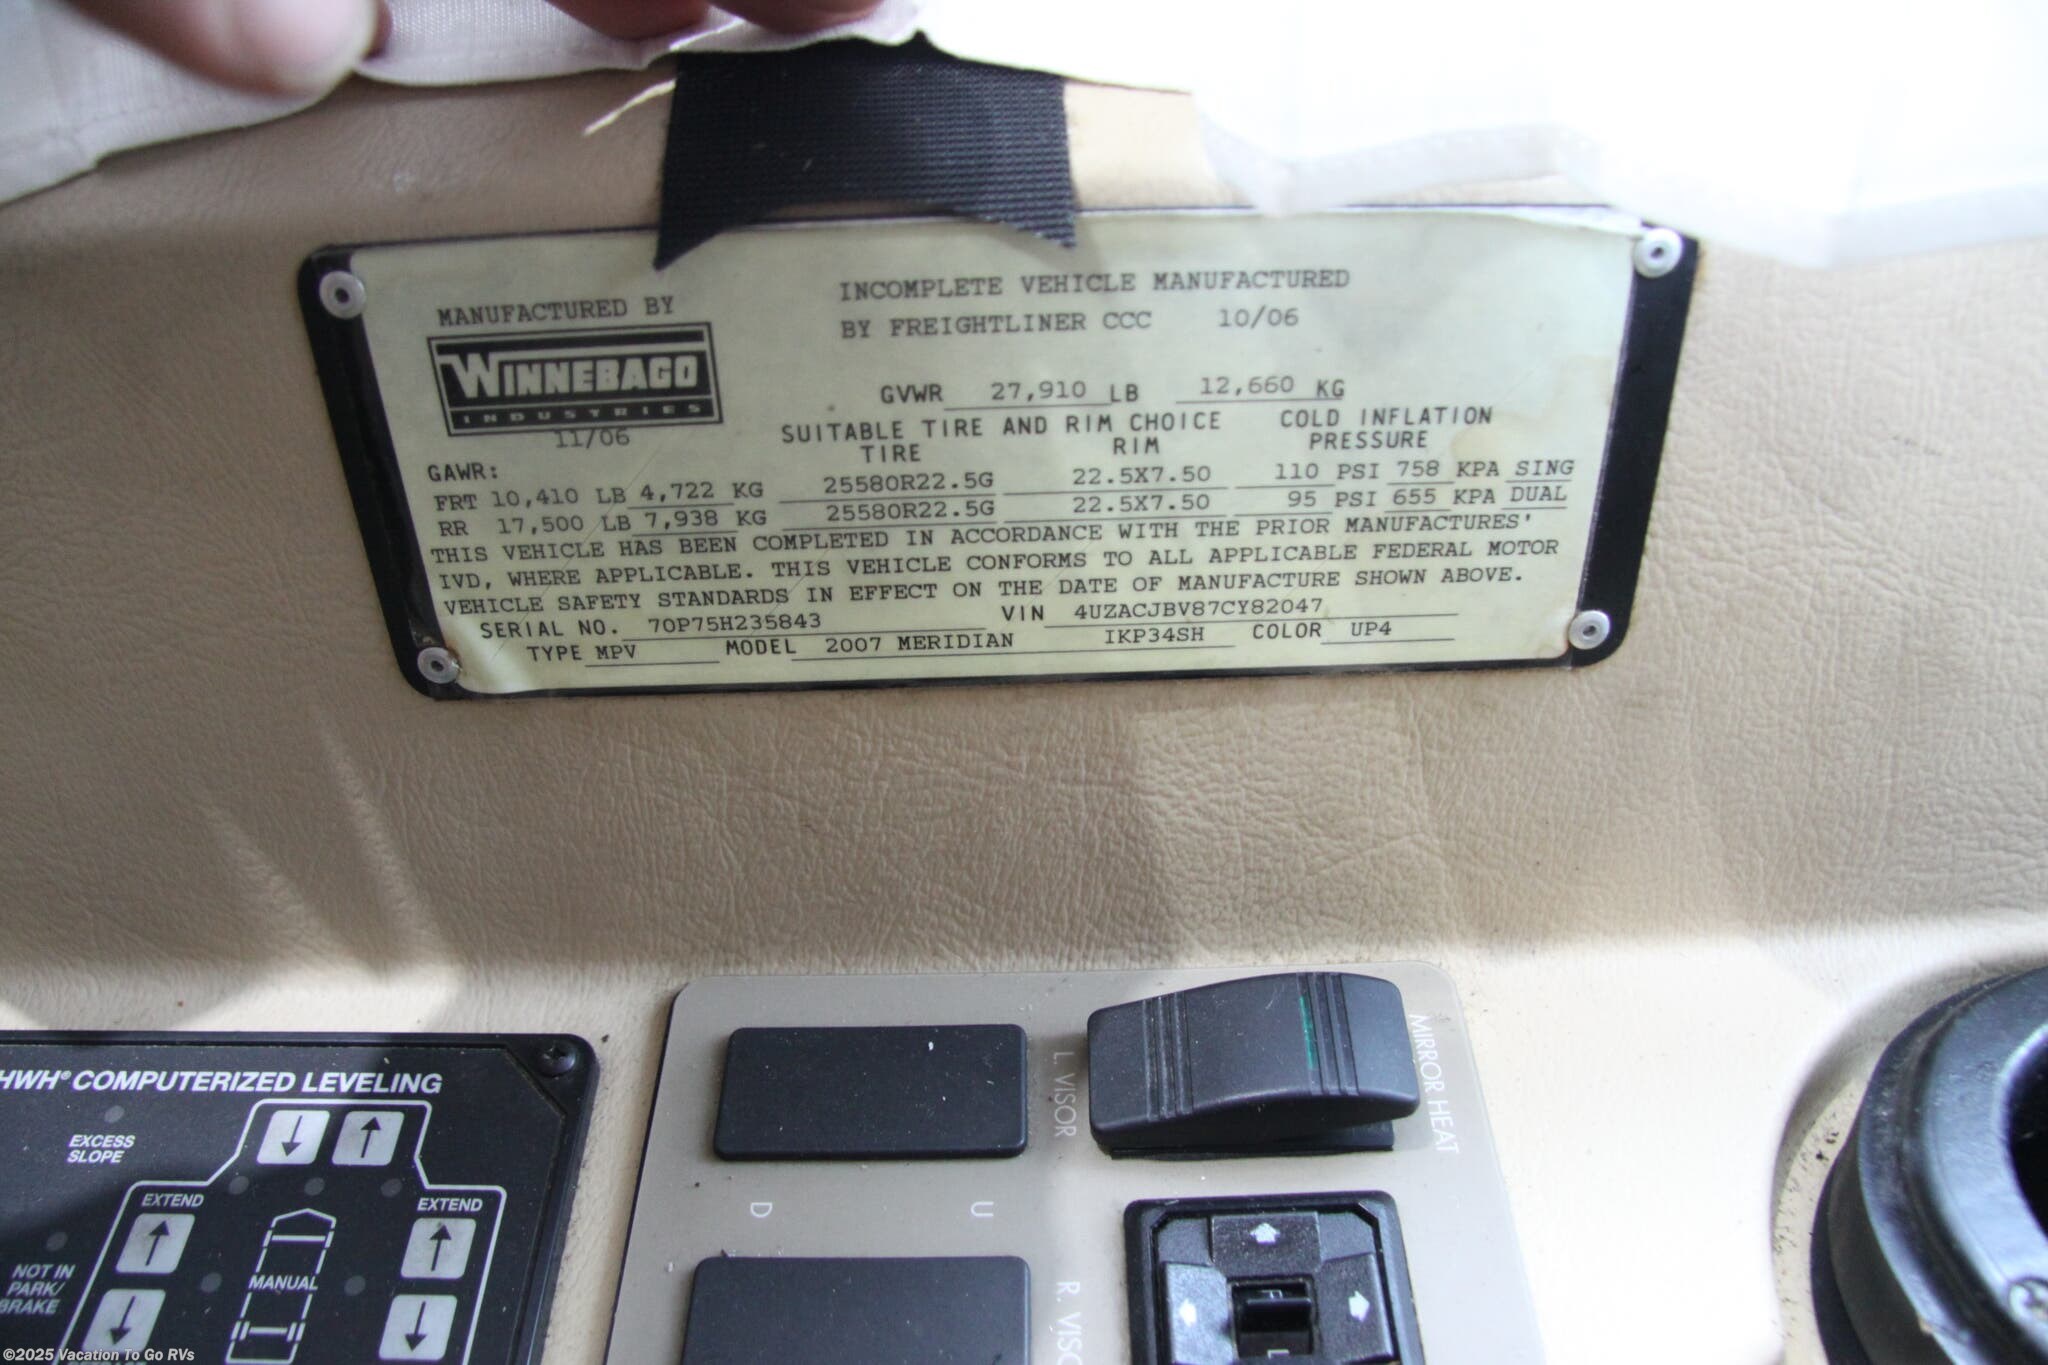 MANUFACTURED BY
WINNEBAGO
INDUSTRIES
11/06
INCOMPLETE VEHICLE MANUFACTURED
BY FREIGHTLINER CCC 10/06
GVWR 27,910 LB 12,660 KG
SUITABLE TIRE AND RIM CHOICE COLD INFLATION
TIRE RIM PRESSURE
GAWR:
FRT 10,410 LB 4,722 KG 25580R22.5G 22.5X7.50 110 PSI 758 KPA SING
RR 17,500 LB 7,938 KG 25580R22.5G 22.5X7.50 95 PSI 655 KPA DUAL
THIS VEHICLE HAS BEEN COMPLETED IN ACCORDANCE WITH THE PRIOR MANUFACTURES'
IVD, WHERE APPLICABLE. THIS VEHICLE CONFORMS TO ALL APPLICABLE FEDERAL MOTOR
VEHICLE SAFETY STANDARDS IN EFFECT ON THE DATE OF MANUFACTURE SHOWN ABOVE.
SERIAL NO. 70P75H235843 VIN 4UZACJBV87CY82047
TYPE MPV MODEL 2007 MERIDIAN IKP34SH COLOR UP4
HWH® COMPUTERIZED LEVELING
EXCESS
SLOPE
EXTEND
EXTEND
NOT IN
PARK/
BRAKE
MANUAL
L. VISOR
MIRROR HEAT
D U
R. VISO
L
©2025 Vacation To Go RVs